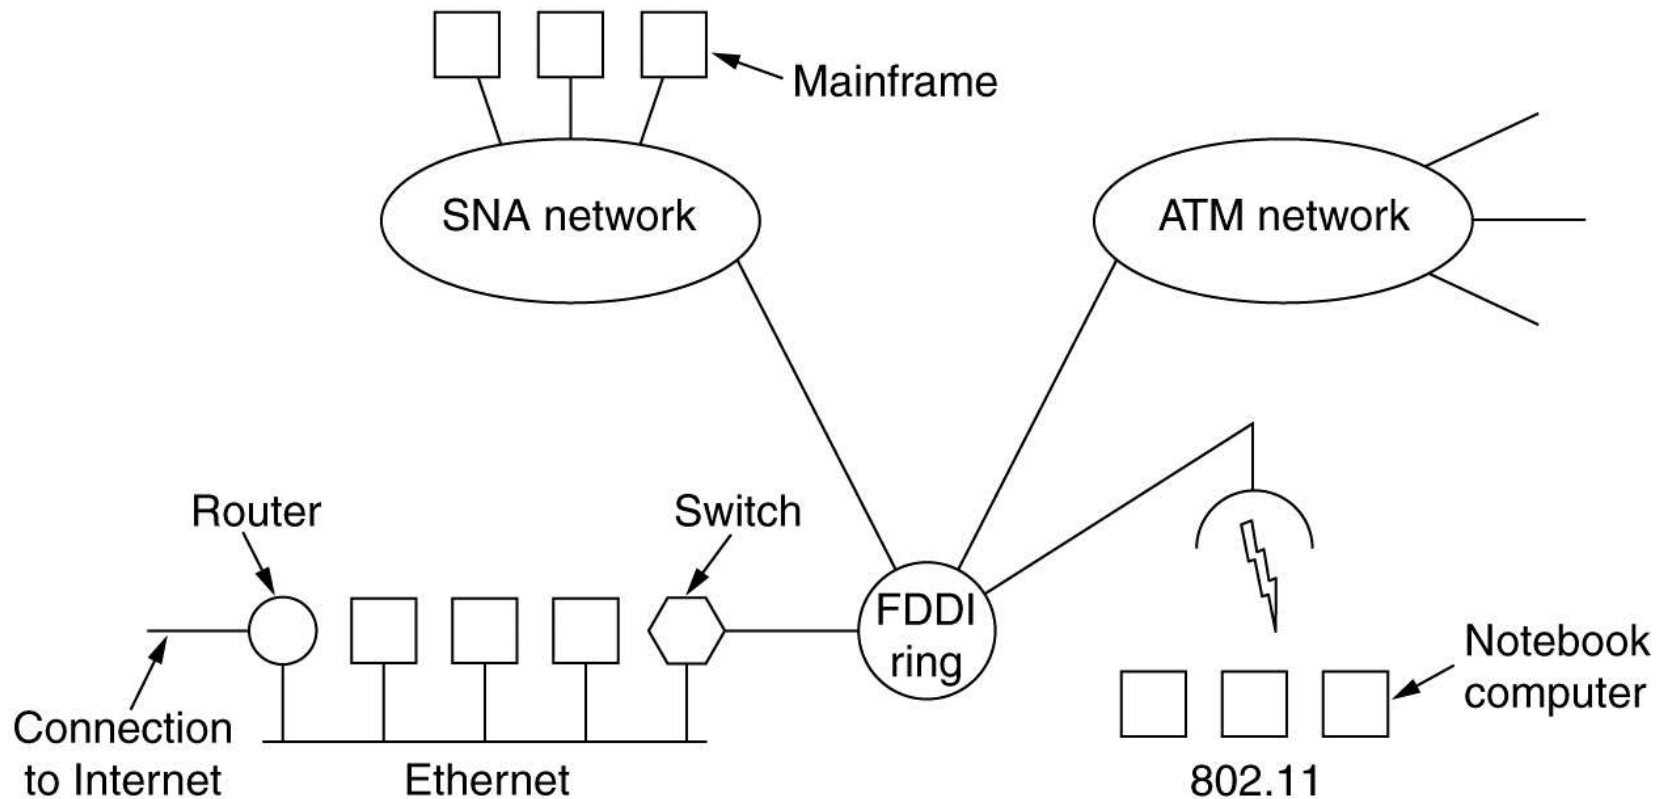 Mainframe
SNA network
ATM network
Router
Switch
FDDI
ring
Notebook
computer
Connection
to Internet
Ethernet
802.11